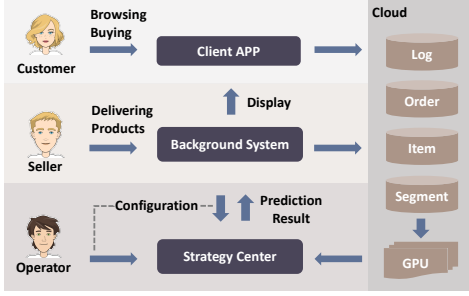 Browsing
Buying
Customer
Client APP
Cloud
Log
Display
Order
Delivering
Products
Seller
Background System
Item
Configuration
Prediction
Result
Segment
Operator
Strategy Center
GPU